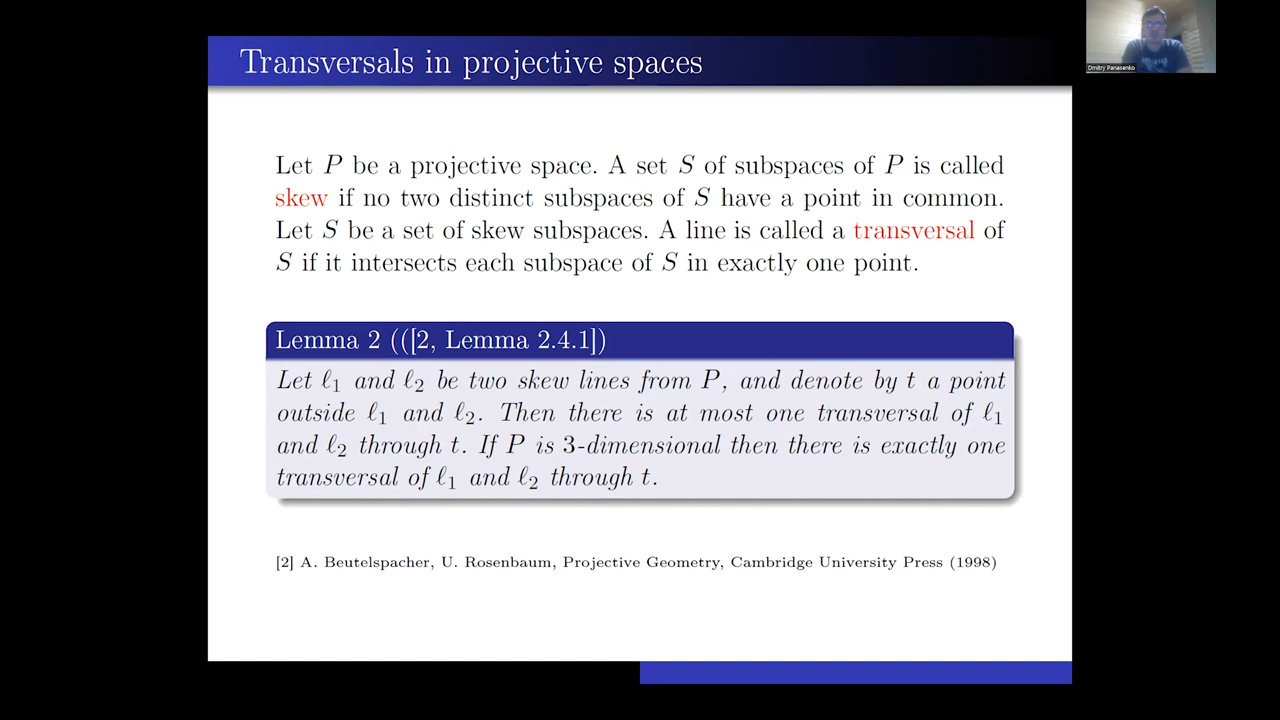 Transversals in projective spaces
Dmitry Panasenko
Let P be a projective space. A set S of subspaces of P is called
skew if no two distinct subspaces of S have a point in common.
Let S be a set of skew subspaces. A line is called a transversal of
S if it intersects each subspace of S in exactly one point.
Lemma 2 (([2, Lemma 2.4.1])
Let ℓ₁ and ℓ₂ be two skew lines from P, and denote by t a point
outside ℓ₁ and ℓ₂. Then there is at most one transversal of ℓ₁
and ℓ₂ through t. If P is 3-dimensional then there is exactly one
transversal of ℓ₁ and ℓ₂ through t.
[2] A. Beutelspacher, U. Rosenbaum, Projective Geometry, Cambridge University Press (1998)